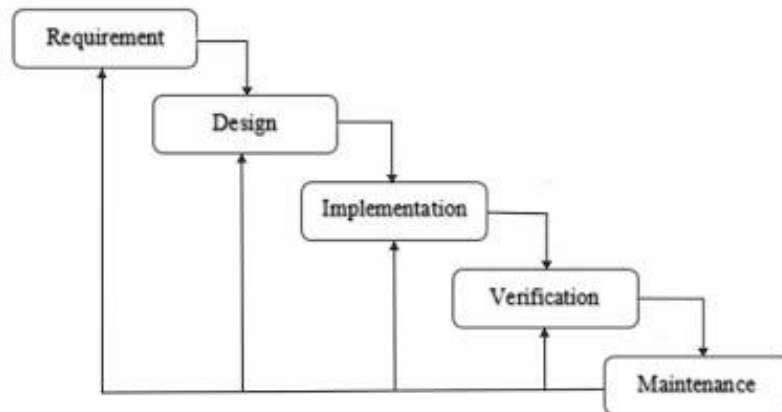 Requirement
Design
Implementation
Verification
Maintenance